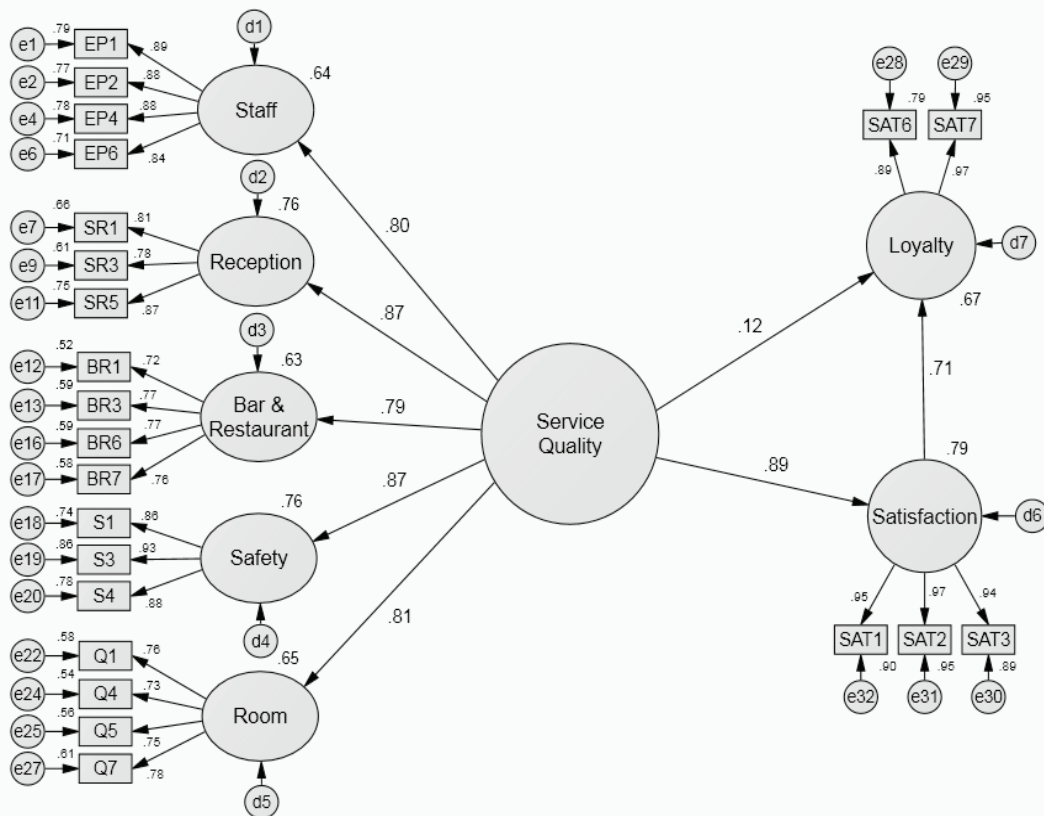 d1
.79
e1
EP1
.89
.64
.77
e2
EP2
.88
Staff
.78
e4
EP4
.88
.71
e6
EP6
.84
d2
.76
.66
e7
SR1
.81
.61
e9
SR3
.78
Reception
.75
e11
SR5
.87
d3
.63
.52
e12
BR1
.72
.59
e13
BR3
.77
Bar &
Restaurant
.59
e16
BR6
.77
.58
e17
BR7
.76
.76
.74
e18
S1
.86
.86
e19
S3
.93
Safety
.78
e20
S4
.88
d4
.65
.58
e22
Q1
.76
.54
e24
Q4
.73
Room
.56
e25
Q5
.75
.61
e27
Q7
.78
d5
.80
.87
.79
.87
.81
Service
Quality
.12
.89
e28
e29
.79
.95
SAT6
SAT7
.89
.97
Loyalty
d7
.67
.71
.79
Satisfaction
d6
.95
.97
.94
SAT1
SAT2
SAT3
.90
.95
.89
e32
e31
e30